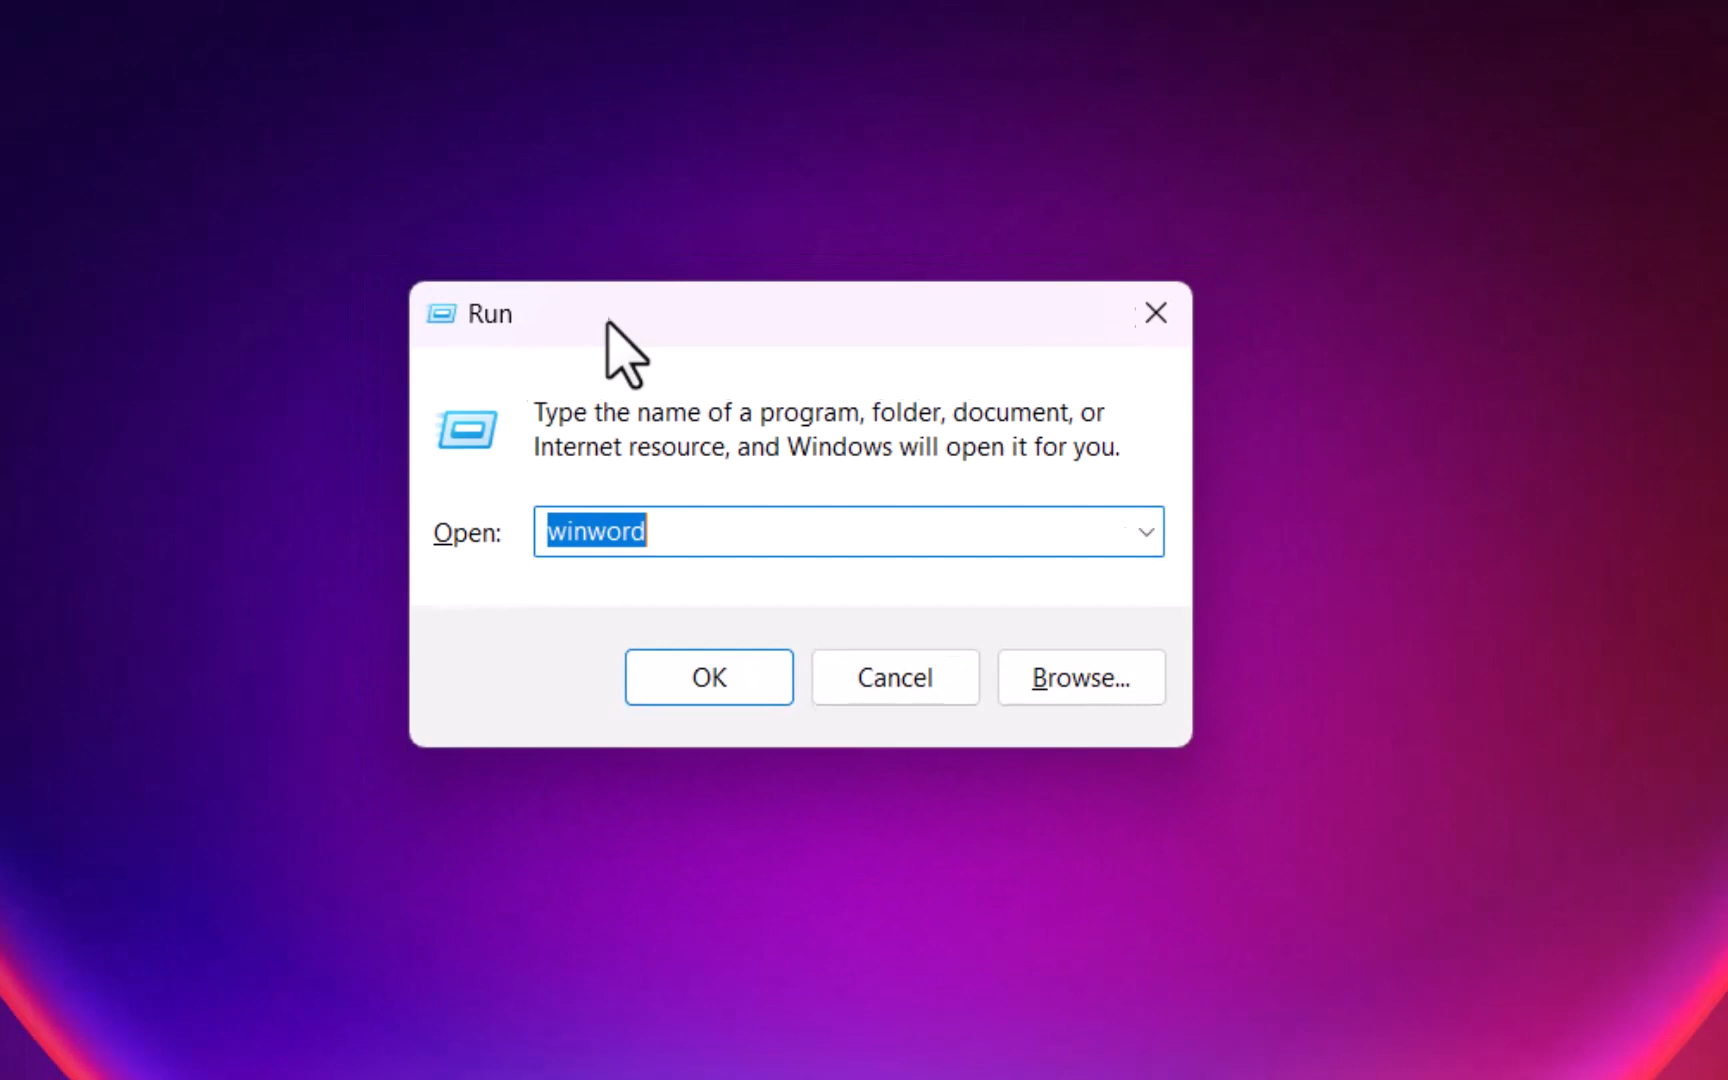 Run
Type the name of a program, folder, document, or
Internet resource, and Windows will open it for you.
Open: winword
OK Cancel Browse...